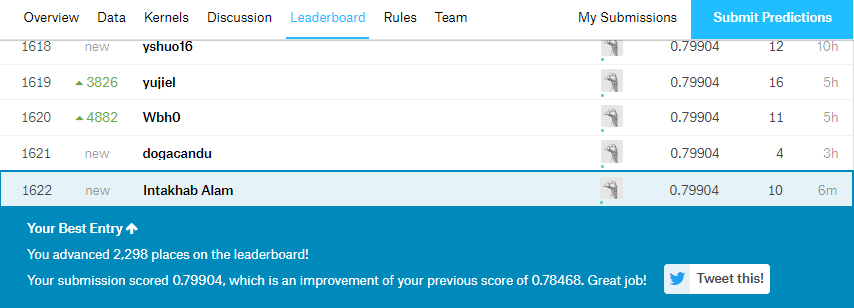 Overview Data Kernels Discussion Leaderboard Rules Team My Submissions Submit Predictions
1618 new yshuo16 0.79904 12 10h
1619 3826 yujiel 0.79904 16 5h
1620 4882 Wbh0 0.79904 11 5h
1621 new dogacandu 0.79904 4 3h
1622 new Intakhab Alam 0.79904 10 6m
Your Best Entry
You advanced 2,298 places on the leaderboard!
Your submission scored 0.79904, which is an improvement of your previous score of 0.78468. Great job! Tweet this!